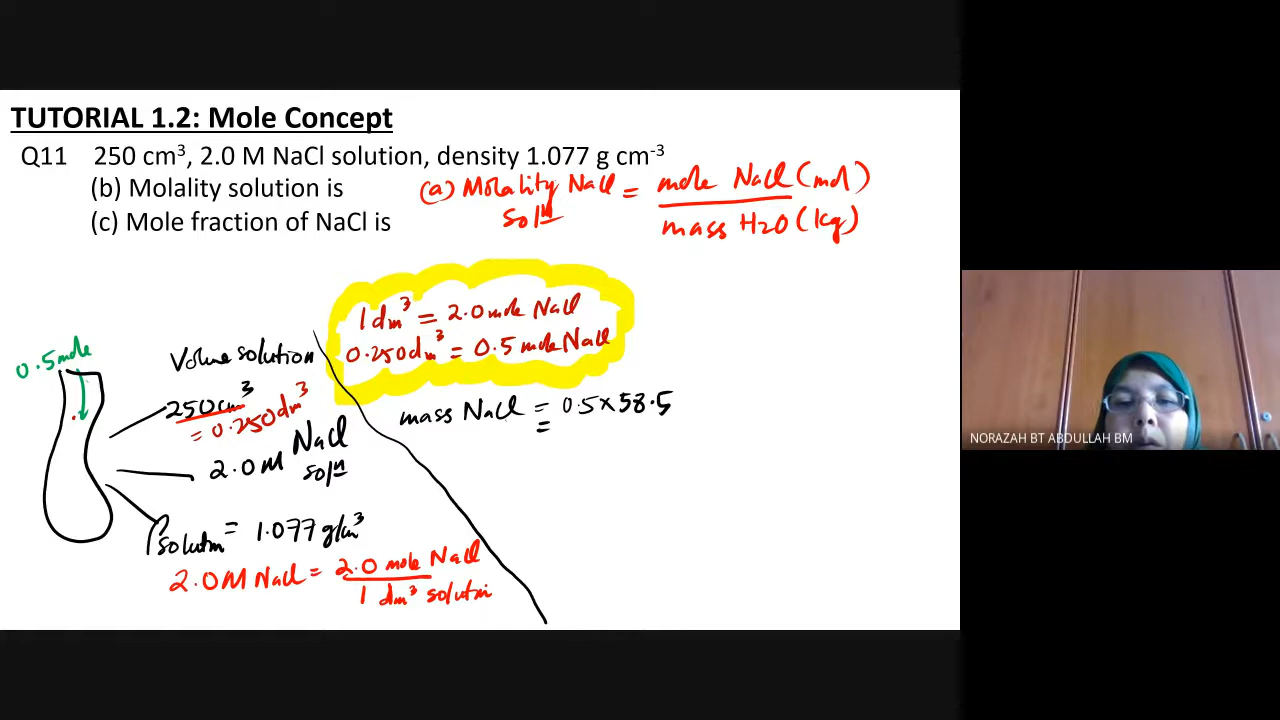 TUTORIAL 1.2: Mole Concept
Q11 250 cm³, 2.0 M NaCl solution, density 1.077 g cm⁻³
(b) Molality solution is
(c) Mole fraction of NaCl is
(a) Molality NaCl = mole NaCl (mol)
solⁿ mass H2O (kg)
1 dm³ = 2.0 mole NaCl
0.250 dm³ = 0.5 mole NaCl
0.5 mole
Volume solution
250 cm³
= 0.250 dm³
2.0 M NaCl
solⁿ
ρsolution = 1.077 g/cm³
2.0 M NaCl = 2.0 mole NaCl
1 dm³ solution
mass NaCl = 0.5 × 58.5
=
NORAZAH BT ABDULLAH BM